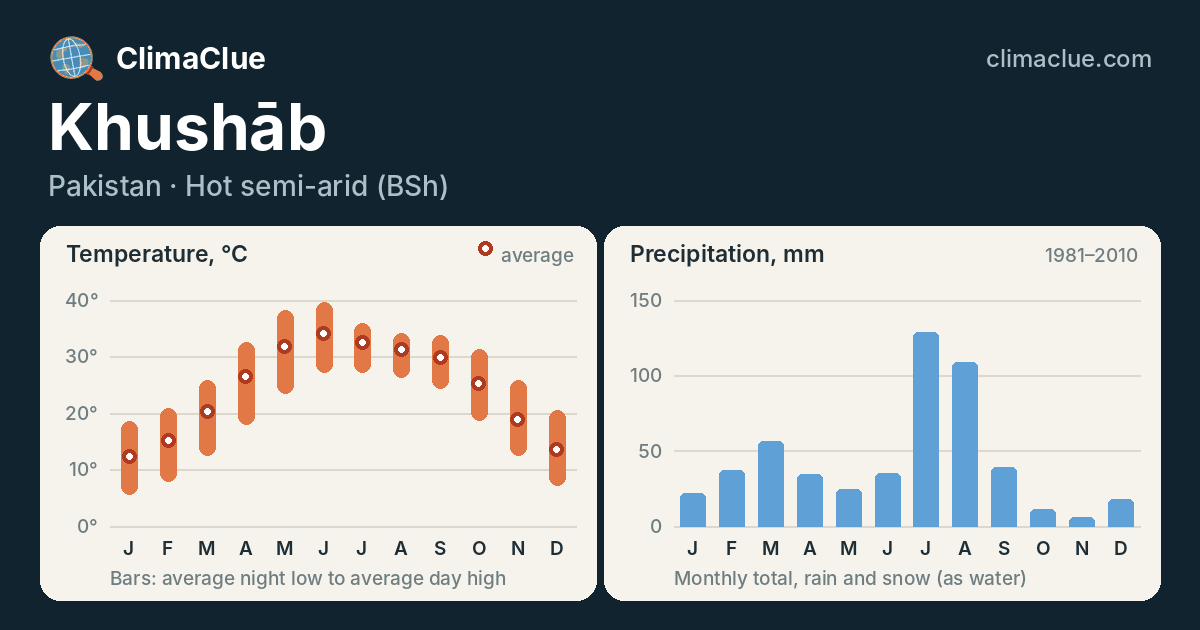 ClimaClue
climaclue.com
Khushāb
Pakistan · Hot semi-arid (BSh)
Temperature, °C
average
40°
30°
20°
10°
0°
J F M A M J J A S O N D
Bars: average night low to average day high
Precipitation, mm
1981–2010
150
100
50
0
J F M A M J J A S O N D
Monthly total, rain and snow (as water)